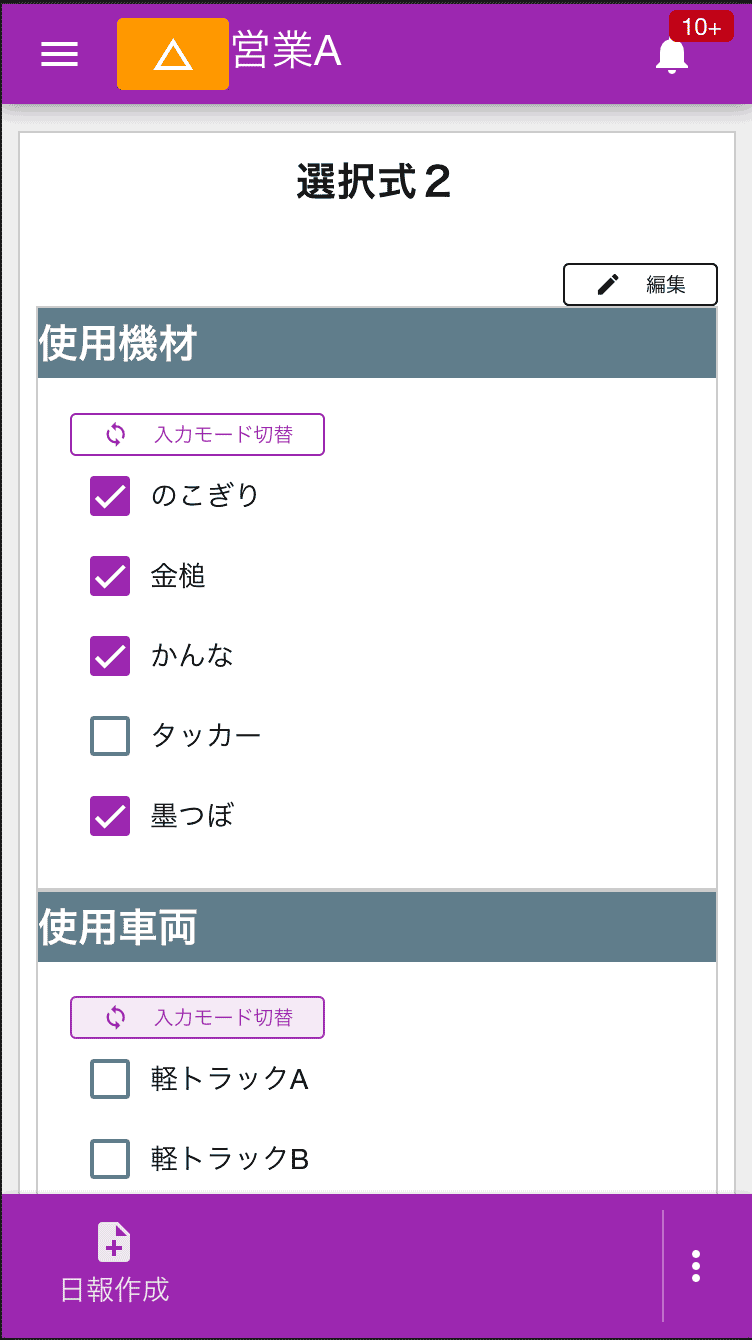 営業A
10+
選択式２
編集
使用機材
入力モード切替
のこぎり
金槌
かんな
タッカー
墨つぼ
使用車両
入力モード切替
軽トラックA
軽トラックB
日報作成